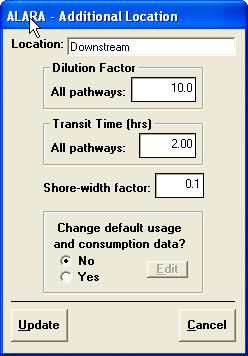 ALARA - Additional Location
Location: Downstream
Dilution Factor
All pathways: 10.0
Transit Time (hrs)
All pathways: 2.00
Shore-width factor: 0.1
Change default usage
and consumption data?
No
Yes
Edit
Update Cancel